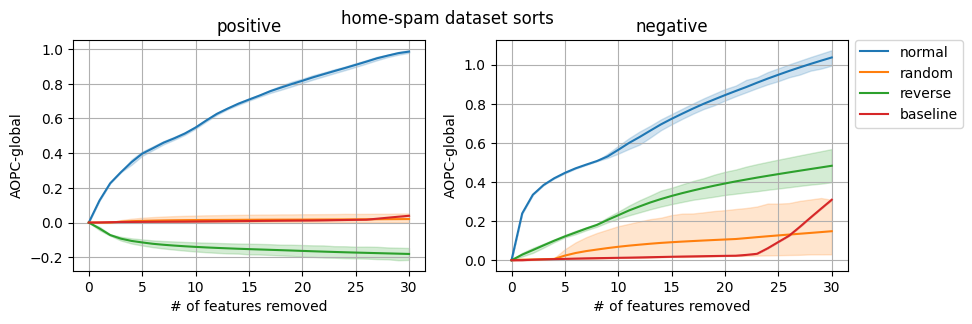 home-spam dataset sorts
positive
AOPC-global
1.0
0.8
0.6
0.4
0.2
0.0
−0.2
0 5 10 15 20 25 30
# of features removed
negative
AOPC-global
1.0
0.8
0.6
0.4
0.2
0.0
0 5 10 15 20 25 30
# of features removed
normal
random
reverse
baseline